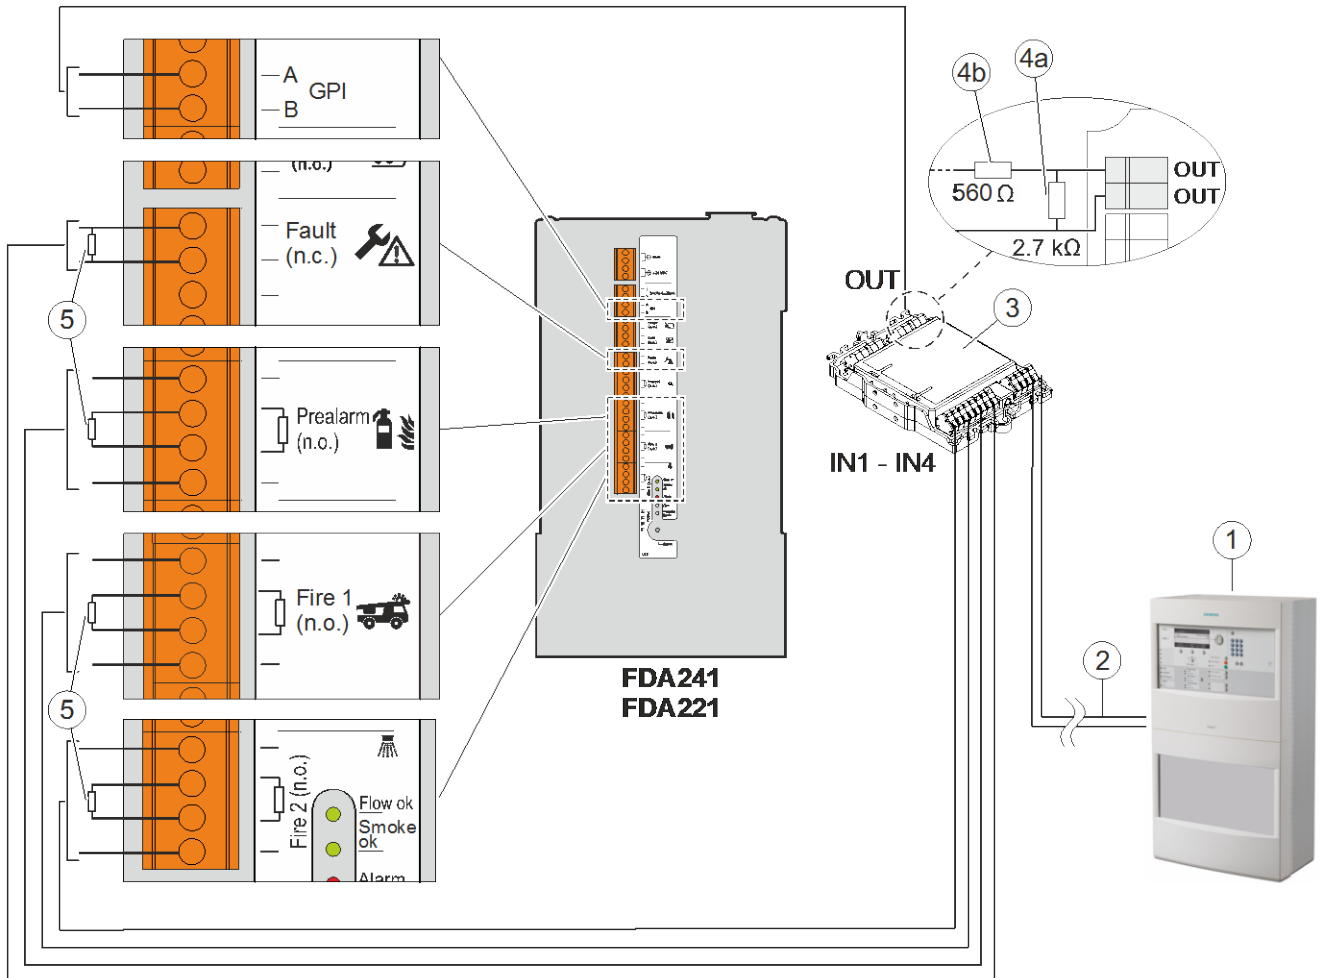 A
GPI
B
(n.o.)
Fault
(n.c.)
5
Prealarm
(n.o.)
Fire 1
(n.o.)
5
Fire 2 (n.o.)
Flow ok
Smoke
ok
Alarm
FDA241
FDA221
4b
4a
OUT
560 Ω
OUT
2.7 kΩ
OUT
3
IN1 - IN4
1
2